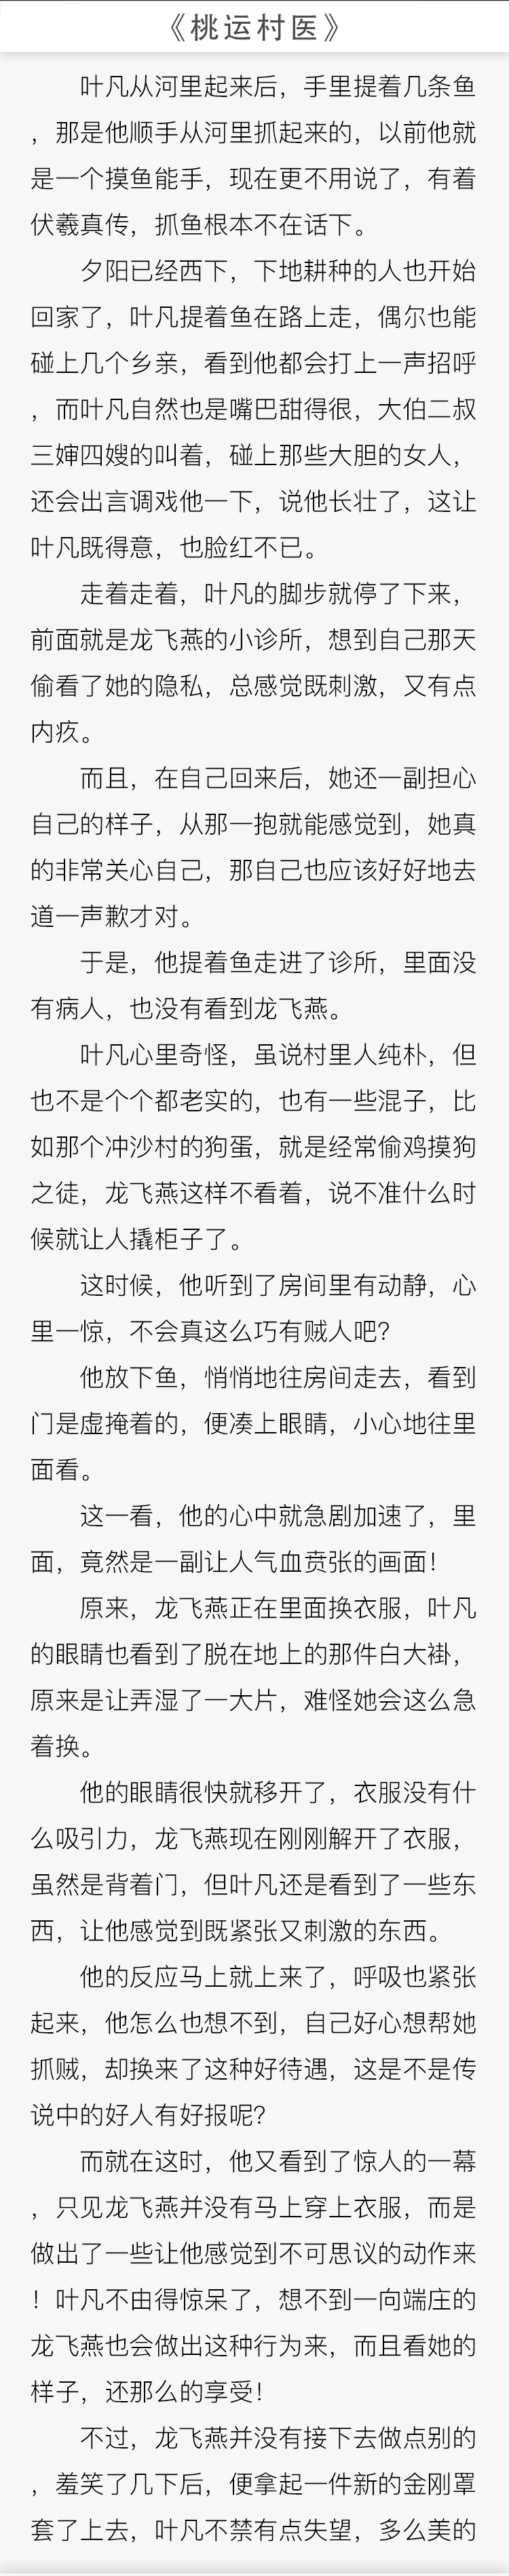 《桃运村医》
叶凡从河里起来后，手里提着几条鱼
，那是他顺手从河里抓起来的，以前他就
是一个摸鱼能手，现在更不用说了，有着
伏羲真传，抓鱼根本不在话下。
夕阳已经西下，下地耕种的人也开始
回家了，叶凡提着鱼在路上走，偶尔也能
碰上几个乡亲，看到他都会打上一声招呼
，而叶凡自然也是嘴巴甜得很，大伯二叔
三婶四嫂的叫着，碰上那些大胆的女人，
还会出言调戏他一下，说他长壮了，这让
叶凡既得意，也脸红不已。
走着走着，叶凡的脚步就停了下来，
前面就是龙飞燕的小诊所，想到自己那天
偷看了她的隐私，总感觉既刺激，又有点
内疚。
而且，在自己回来后，她还一副担心
自己的样子，从那一抱就能感觉到，她真
的非常关心自己，那自己也应该好好地去
道一声歉才对。
于是，他提着鱼走进了诊所，里面没
有病人，也没有看到龙飞燕。
叶凡心里奇怪，虽说村里人纯朴，但
也不是个个都老实的，也有一些混子，比
如那个冲沙村的狗蛋，就是经常偷鸡摸狗
之徒，龙飞燕这样不看着，说不准什么时
候就让人撬柜子了。
这时候，他听到了房间里有动静，心
里一惊，不会真这么巧有贼人吧？
他放下鱼，悄悄地往房间走去，看到
门是虚掩着的，便凑上眼睛，小心地往里
面看。
这一看，他的心中就急剧加速了，里
面，竟然是一副让人气血贲张的画面！
原来，龙飞燕正在里面换衣服，叶凡
的眼睛也看到了脱在地上的那件白大褂，
原来是让弄湿了一大片，难怪她会这么急
着换。
他的眼睛很快就移开了，衣服没有什
么吸引力，龙飞燕现在刚刚解开了衣服，
虽然是背着门，但叶凡还是看到了一些东
西，让他感觉到既紧张又刺激的东西。
他的反应马上就上来了，呼吸也紧张
起来，他怎么也想不到，自己好心想帮她
抓贼，却换来了这种好待遇，这是不是传
说中的好人有好报呢？
而就在这时，他又看到了惊人的一幕
，只见龙飞燕并没有马上穿上衣服，而是
做出了一些让他感觉到不可思议的动作来
！叶凡不由得惊呆了，想不到一向端庄的
龙飞燕也会做出这种行为来，而且看她的
样子，还那么的享受！
不过，龙飞燕并没有接下去做点别的
，羞笑了几下后，便拿起一件新的金刚罩
套了上去，叶凡不禁有点失望，多么美的